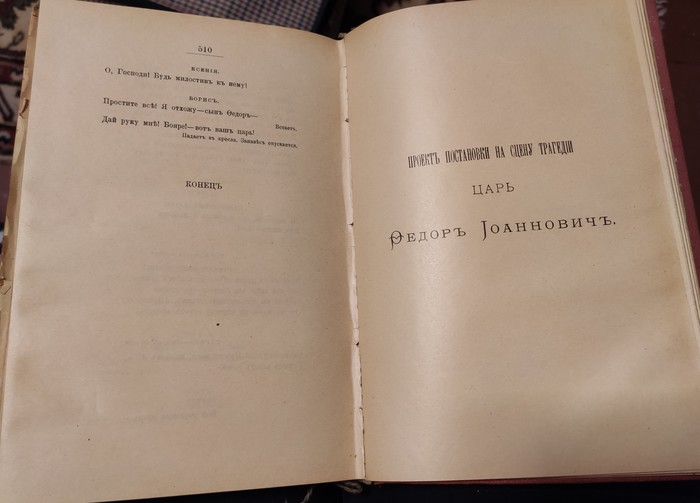 510
КСЕНІЯ.
О, Господи! Будь милостивъ къ нему!
БОРИСЪ.
Простите всѣ! Я отхожу—сынъ Ѳедоръ—
Встаетъ.
Дай руку мнѣ! Бояре!—вотъ вашъ царь!
Падаетъ въ кресла. Занавѣсъ опускается.
КОНЕЦЪ
ПРОЕКТЪ ПОСТАНОВКИ НА СЦЕНУ ТРАГЕДІИ
ЦАРЬ
ѲЕДОРЪ ІОАННОВИЧЪ.